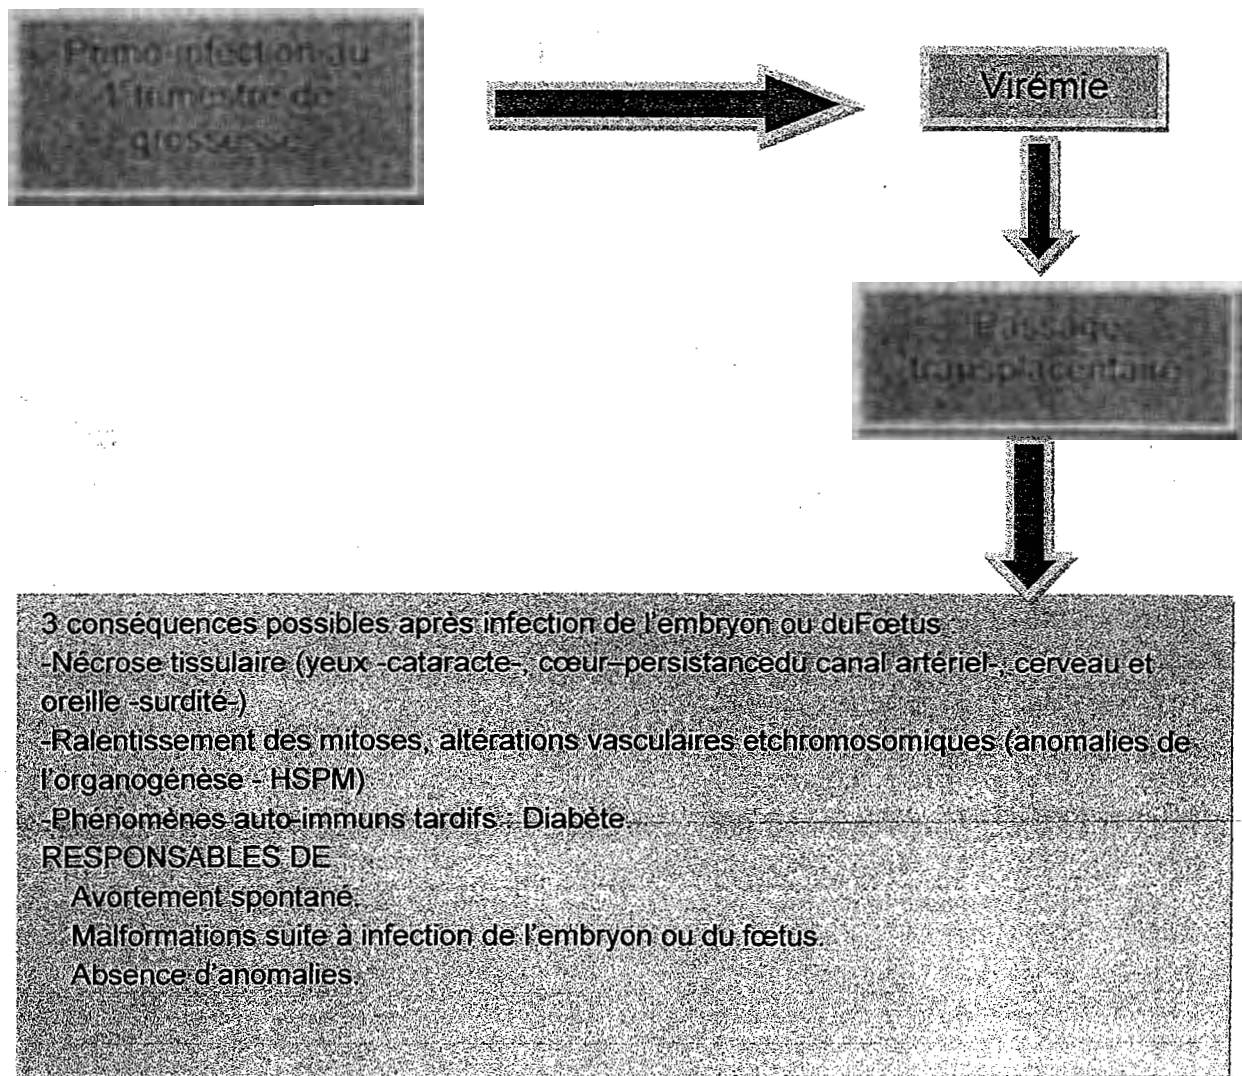 Primo-infection au
1 trimestre de
grossesse
Virémie
Passage
transplacentaire
3 conséquences possibles après infection de l'embryon ou duFœtus
-Nécrose tissulaire (yeux -cataracte-, cœur–persistancedu canal artériel-, cerveau et
oreille -surdité-)
-Ralentissement des mitoses, altérations vasculaires etchromosomiques (anomalies de
l'organogénèse - HSPM)
-Phénomènes auto-immuns tardifs : Diabète.
RESPONSABLES DE
Avortement spontané.
Malformations suite à infection de l'embryon ou du fœtus.
Absence d'anomalies.